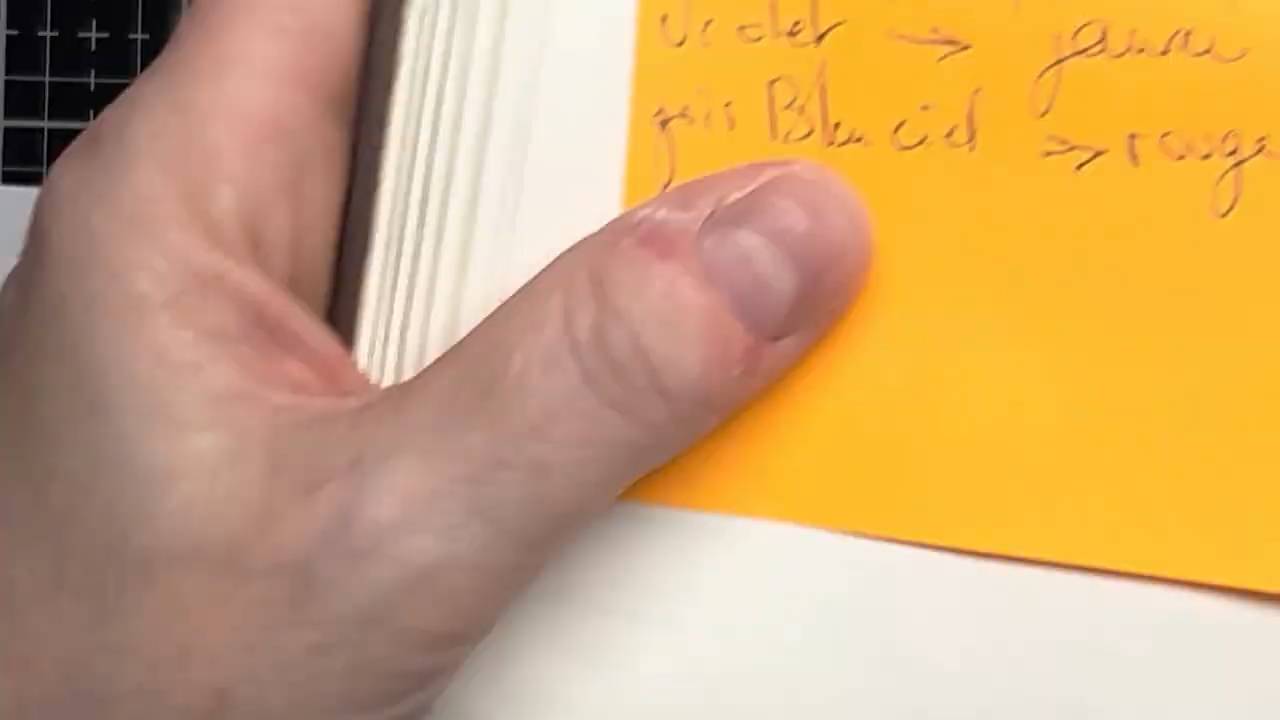 violet → jaune
gris Bleu ciel → rouge